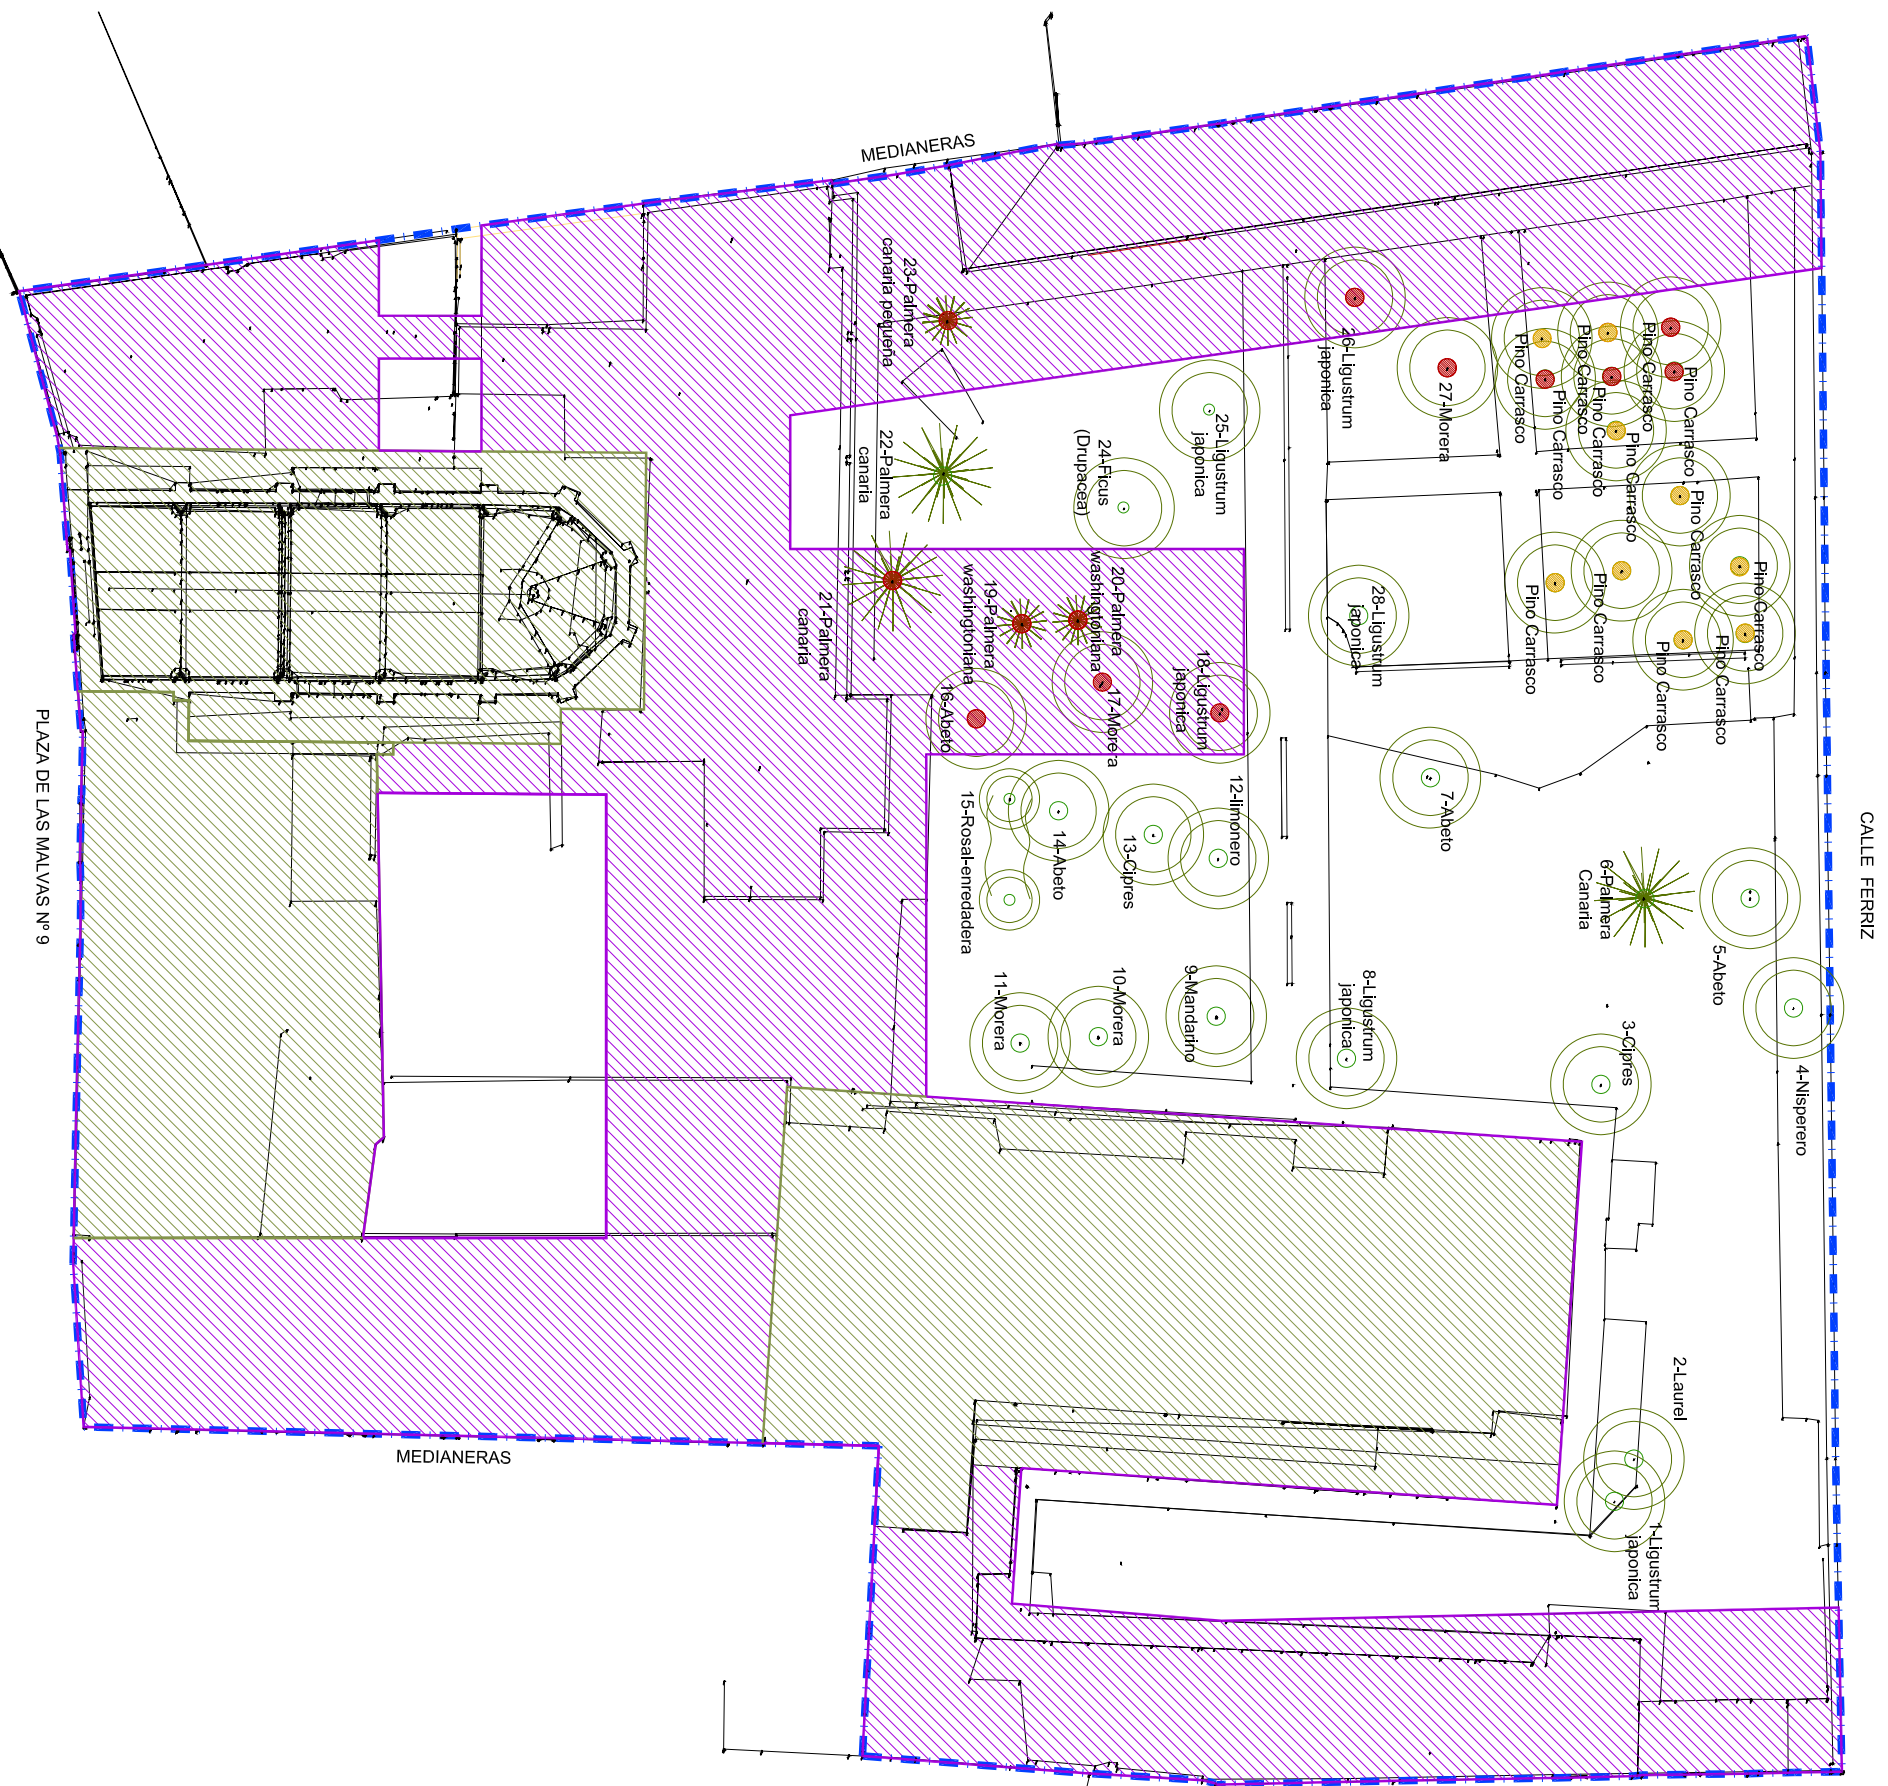 MEDIANERAS
23-Palmera
canaria pequeña
22-Palmera
canaria
21-Palmera
canaria
24-Ficus
(Drupacea)
25-Ligustrum
japonica
26-Ligustrum
japonica
27-Morera
Pino Carrasco
Pino Carrasco
Pino Carrasco
Pino Carrasco
Pino Carrasco
Pino Carrasco
Pino Carrasco
Pino Carrasco
Pino Carrasco
Pino Carrasco
Pino Carrasco
Pino Carrasco
Pino Carrasco
28-Ligustrum
japonica
20-Palmera
washingtoniana
19-Palmera
washingtoniana
18-Ligustrum
japonica
17-Morera
16-Abeto
15-Rosal-enredadera
14-Abeto
13-Cipres
12-limonero
11-Morera
10-Morera
9-Mandarino
8-Ligustrum
japonica
7-Abeto
6-Palmera
Canaria
5-Abeto
4-Nisperero
3-Cipres
2-Laurel
1-Ligustrum
japonica
CALLE FERRIZ
PLAZA DE LAS MALVAS Nº 9
MEDIANERAS